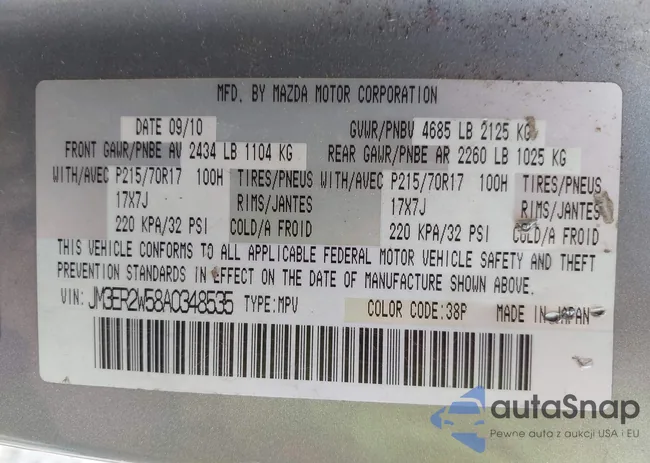 MFD. BY MAZDA MOTOR CORPORATION
DATE 09/10 GVWR/PNBV 4685 LB 2125 KG
FRONT GAWR/PNBE AV 2434 LB 1104 KG REAR GAWR/PNBE AR 2260 LB 1025 KG
WITH/AVEC P215/70R17 100H TIRES/PNEUS WITH/AVEC P215/70R17 100H TIRES/PNEUS
17X7J RIMS/JANTES 17X7J RIMS/JANTES
220 KPA/32 PSI COLD/A FROID 220 KPA/32 PSI COLD/A FROID
THIS VEHICLE CONFORMS TO ALL APPLICABLE FEDERAL MOTOR VEHICLE SAFETY AND THEFT
PREVENTION STANDARDS IN EFFECT ON THE DATE OF MANUFACTURE SHOWN ABOVE.
VIN: JM3ER2W58A0348535 TYPE:MPV COLOR CODE:38P MADE IN JAPAN
autaSnap
Pewne auta z aukcji USA i EU